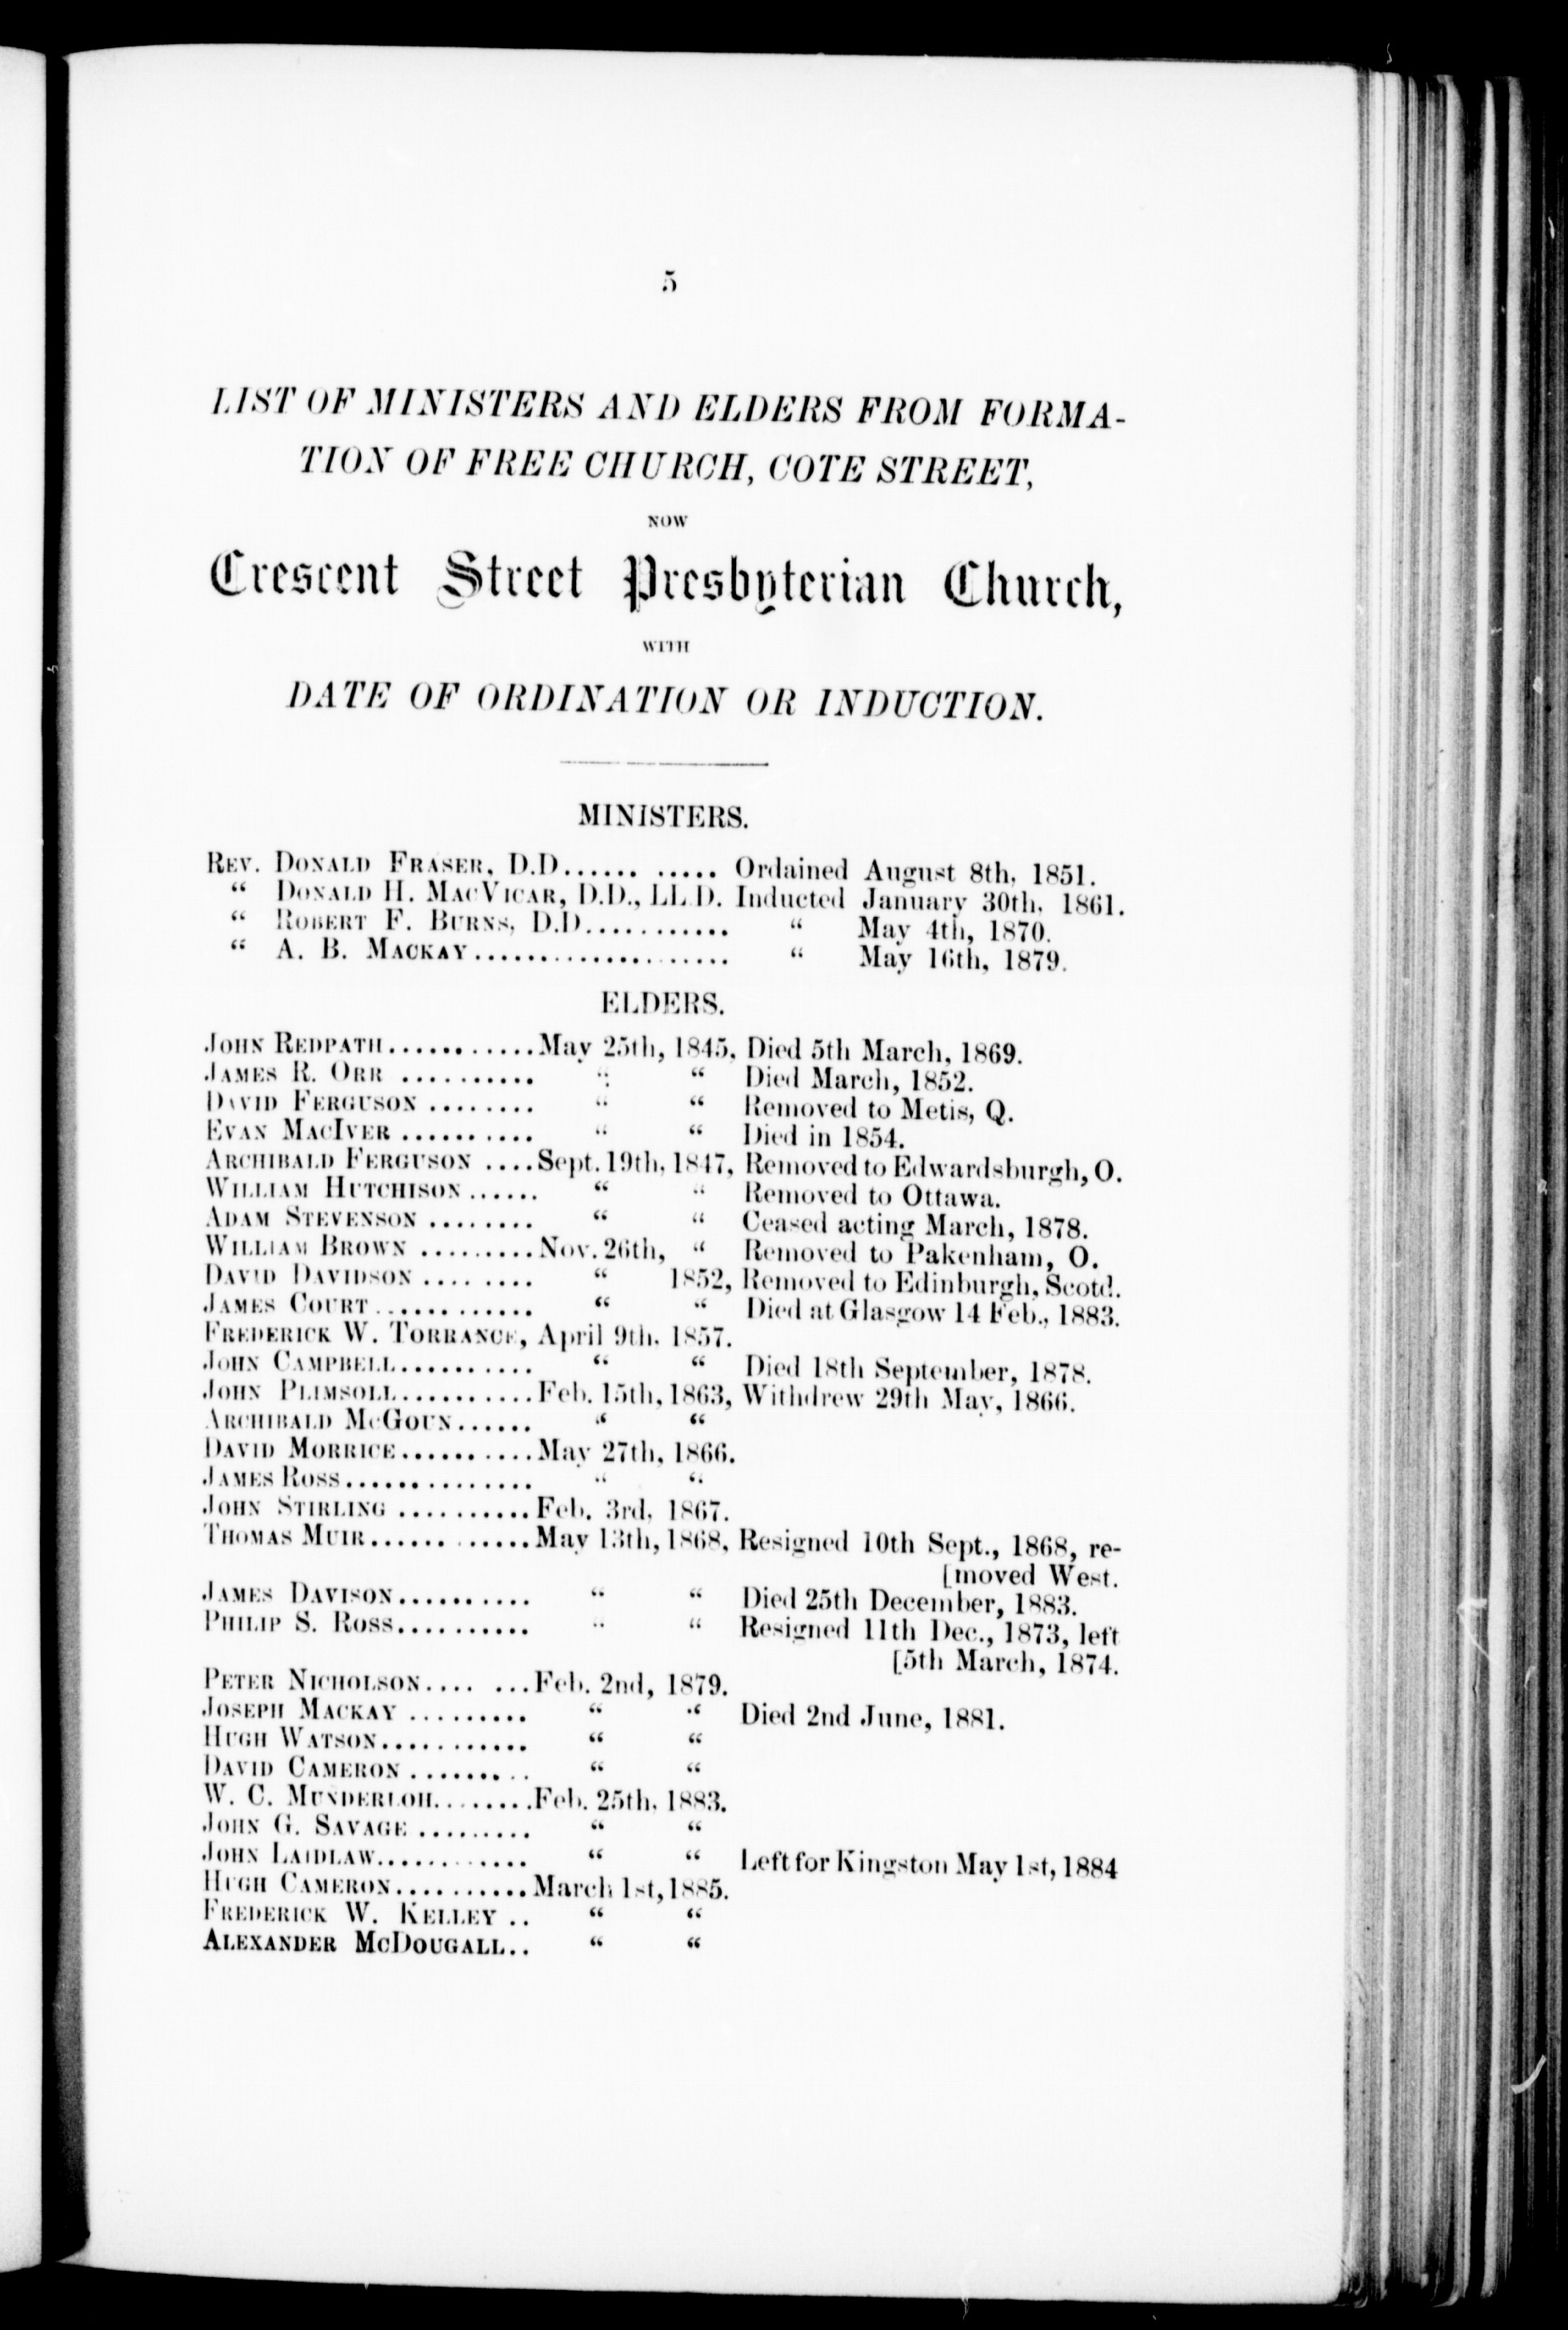 5
LIST OF MINISTERS AND ELDERS FROM FORMA-
TION OF FREE CHURCH, COTE STREET,
NOW
Crescent Street Presbyterian Church,
WITH
DATE OF ORDINATION OR INDUCTION.
MINISTERS.
REV. DONALD FRASER, D.D...... ..... Ordained August 8th, 1851.
“ DONALD H. MACVICAR, D.D., LL.D. Inducted January 30th, 1861.
“ ROBERT F. BURNS, D.D........... “ May 4th, 1870.
“ A. B. MACKAY.................... “ May 16th, 1879.
ELDERS.
JOHN REDPATH...........May 25th, 1845, Died 5th March, 1869.
JAMES R. ORR .......... “ “ Died March, 1852.
DAVID FERGUSON ........ “ “ Removed to Metis, Q.
EVAN MACIVER .......... “ “ Died in 1854.
ARCHIBALD FERGUSON ....Sept. 19th, 1847, Removed to Edwardsburgh, O.
WILLIAM HUTCHISON...... “ “ Removed to Ottawa.
ADAM STEVENSON ........ “ “ Ceased acting March, 1878.
WILLIAM BROWN .........Nov. 26th, “ Removed to Pakenham, O.
DAVID DAVIDSON ........ “ 1852, Removed to Edinburgh, Scotd.
JAMES COURT............ “ “ Died at Glasgow 14 Feb., 1883.
FREDERICK W. TORRANCE, April 9th, 1857.
JOHN CAMPBELL.......... “ “ Died 18th September, 1878.
JOHN PLIMSOLL..........Feb. 15th, 1863, Withdrew 29th May, 1866.
ARCHIBALD MCGOUN...... “ “
DAVID MORRICE..........May 27th, 1866.
JAMES ROSS.............. “ “
JOHN STIRLING ..........Feb. 3rd, 1867.
THOMAS MUIR............May 13th, 1868, Resigned 10th Sept., 1868, re-
[moved West.
JAMES DAVISON.......... “ “ Died 25th December, 1883.
PHILIP S. ROSS.......... “ “ Resigned 11th Dec., 1873, left
[5th March, 1874.
PETER NICHOLSON.... ...Feb. 2nd, 1879.
JOSEPH MACKAY ......... “ “ Died 2nd June, 1881.
HUGH WATSON........... “ “
DAVID CAMERON ......... “ “
W. C. MUNDERLOH........Feb. 25th, 1883.
JOHN G. SAVAGE ......... “ “
JOHN LAIDLAW............ “ “ Left for Kingston May 1st, 1884
HUGH CAMERON..........March 1st, 1885.
FREDERICK W. KELLEY .. “ “
ALEXANDER MCDOUGALL.. “ “